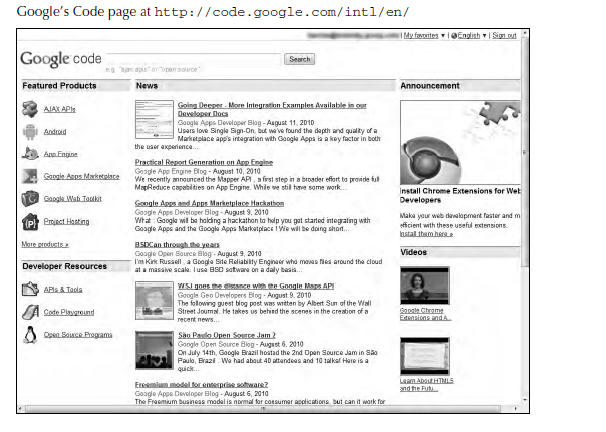 Google's Code page at http://code.google.com/intl/en/
| My favorites ▼ | English ▼ | Sign out
Google code
Search
e.g. "ajax apis" or "open source"
Featured Products
AJAX APIs
Android
App Engine
Google Apps Marketplace
Google Web Toolkit
Project Hosting
More products »
Developer Resources
APIs & Tools
Code Playground
Open Source Programs
News
Going Deeper - More Integration Examples Available in our
Developer Docs
Google Apps Developer Blog - August 11, 2010
Users love Single Sign-On, but we've found the depth and quality of a
Marketplace app's integration with Google Apps is a key factor in both
the user experience...
Practical Report Generation on App Engine
Google App Engine Blog - August 10, 2010
We recently announced the Mapper API , a first step in a broader effort to provide full
MapReduce capabilities on App Engine. While we still have some work...
Google Apps and Apps Marketplace Hackathon
Google Apps Developer Blog - August 9, 2010
What : Google will be holding a hackathon to help you get started integrating with
Google Apps and the Google Apps Marketplace ! We will be doing short...
BSDCan through the years
Google Open Source Blog - August 9, 2010
I'm Kirk Russell , a Google Site Reliability Engineer who moves files around the cloud
at a massive scale. I use BSD software on a daily basis...
WSJ goes the distance with the Google Maps API
Google Geo Developers Blog - August 9, 2010
The following guest blog post was written by Albert Sun of the Wall
Street Journal. He takes us behind the scenes in the creation of a
recent news...
São Paulo Open Source Jam 2
Google Open Source Blog - August 6, 2010
On July 14th, Google Brazil hosted the 2nd Open Source Jam in São
Paulo, Brazil . We had about 40 attendees and 10 talks! Here is a
quick...
Freemium model for enterprise software?
Google Apps Developer Blog - August 6, 2010
The Freemium business model is normal for consumer applications, but can it work for
Announcement
Install Chrome Extensions for Web
Developers
Make your web development faster and m
efficient with these useful extensions.
Install them here »
Videos
Google Chrome
Extensions and A...
Learn About HTML5
and the Futu...